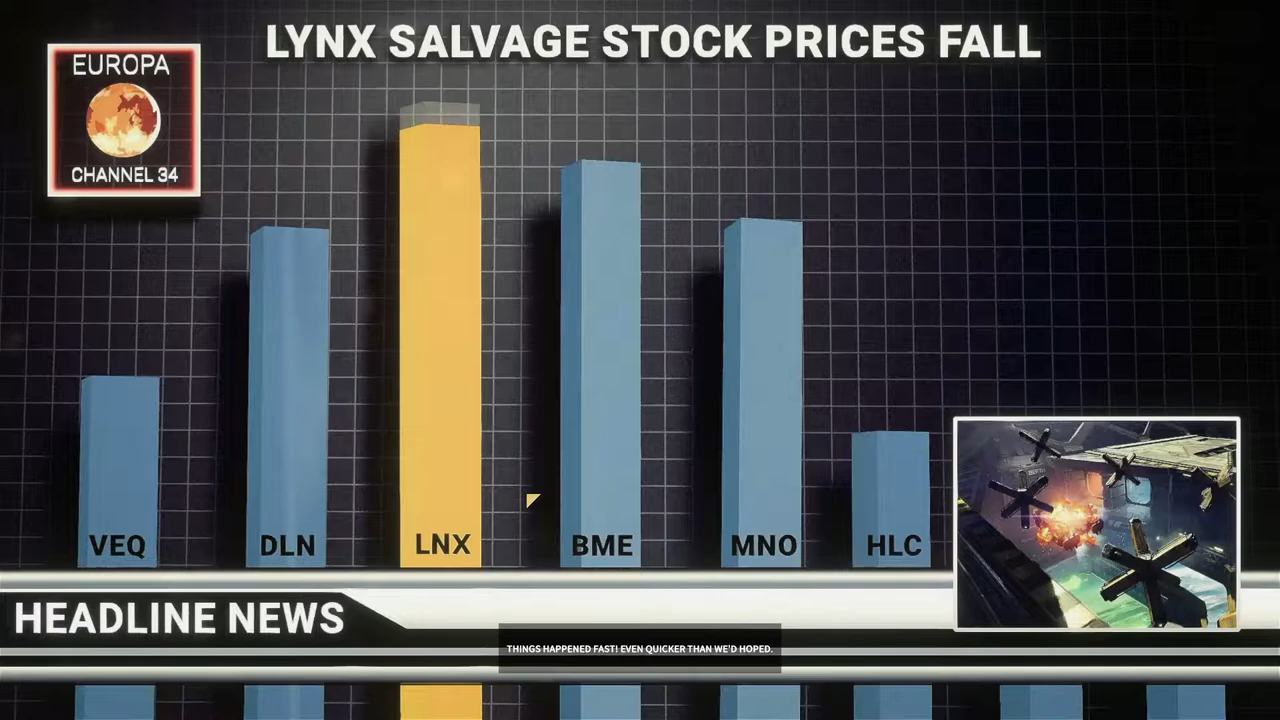 LYNX SALVAGE STOCK PRICES FALL
EUROPA
CHANNEL 34
VEQ
DLN
LNX
BME
MNO
HLC
HEADLINE NEWS
THINGS HAPPENED FAST! EVEN QUICKER THAN WE'D HOPED.